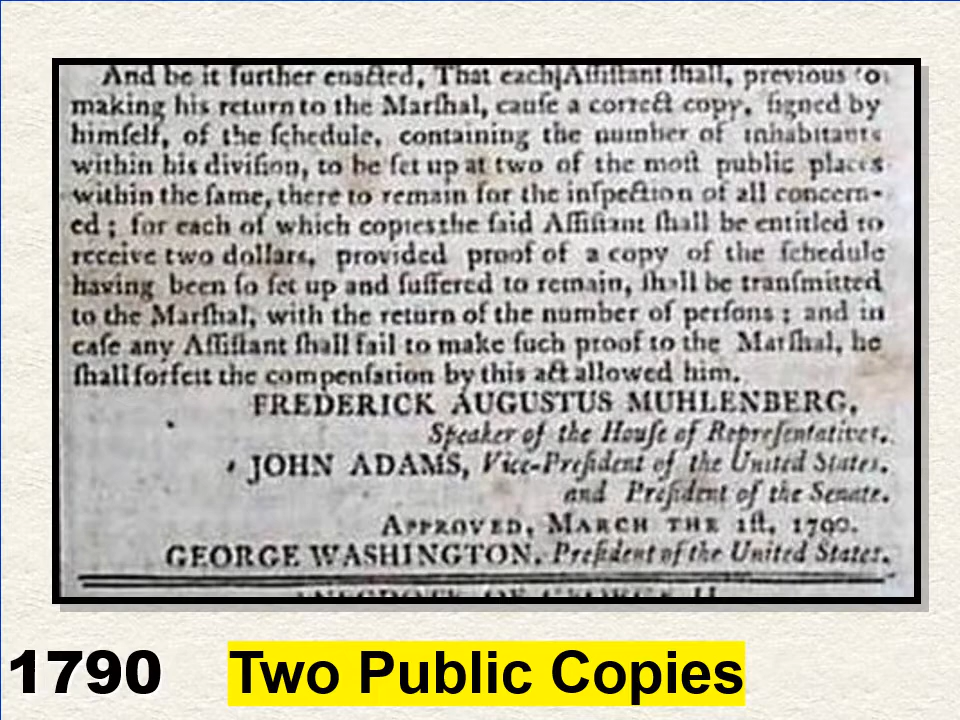 And be it further enacted, That each Aſſiſtant ſhall, previous to
making his return to the Marſhal, cauſe a correct copy, ſigned by
himſelf, of the ſchedule, containing the number of inhabitants
within his diviſion, to be ſet up at two of the moſt public places
within the ſame, there to remain for the inſpection of all concern-
ed ; for each of which copies the ſaid Aſſiſtant ſhall be entitled to
receive two dollars, provided proof of a copy of the ſchedule
having been ſo ſet up and ſuffered to remain, ſhall be tranſmitted
to the Marſhal, with the return of the number of perſons ; and in
caſe any Aſſiſtant ſhall fail to make ſuch proof to the Marſhal, he
ſhall forfeit the compenſation by this act allowed him.
FREDERICK AUGUSTUS MUHLENBERG,
Speaker of the Houſe of Repreſentatives.
JOHN ADAMS, Vice-Preſident of the United States,
and Preſident of the Senate.
APPROVED, MARCH THE 1ſt, 1790.
GEORGE WASHINGTON, Preſident of the United States.
1790 Two Public Copies